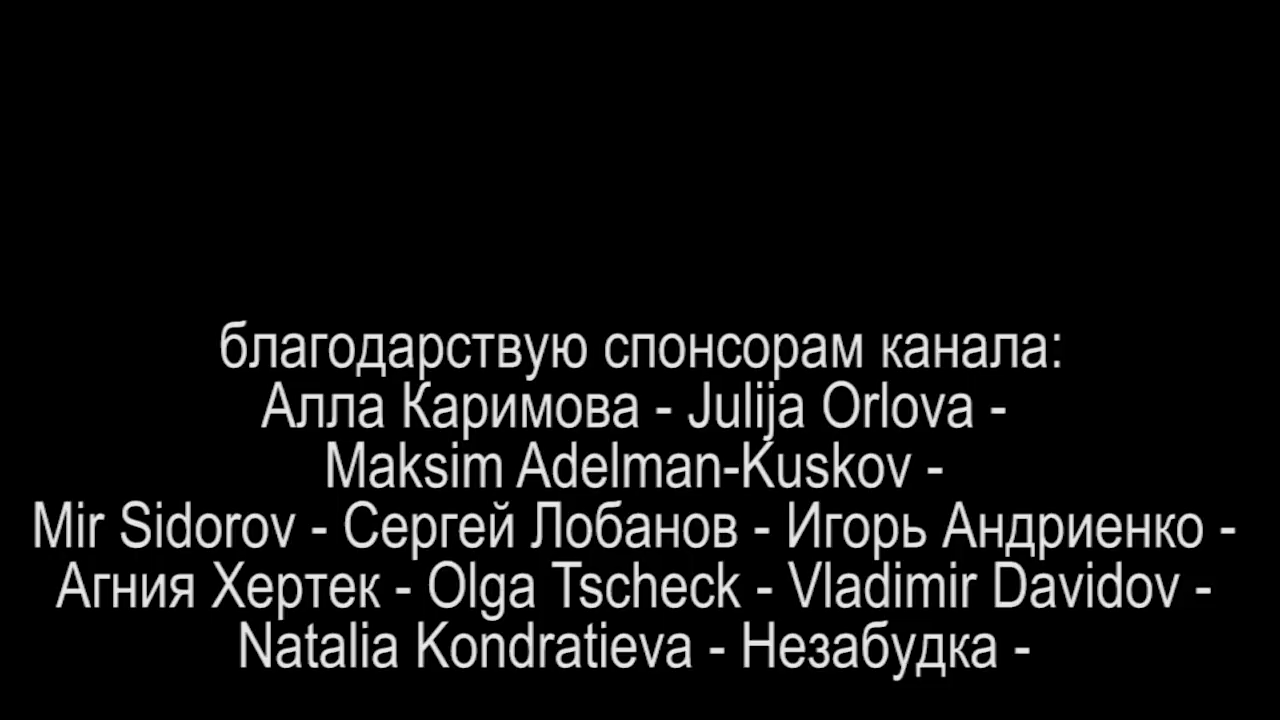 благодарствую спонсорам канала:
Алла Каримова - Julija Orlova -
Maksim Adelman-Kuskov -
Mir Sidorov - Сергей Лобанов - Игорь Андриенко -
Агния Хертек - Olga Tscheck - Vladimir Davidov -
Natalia Kondratieva - Незабудка -